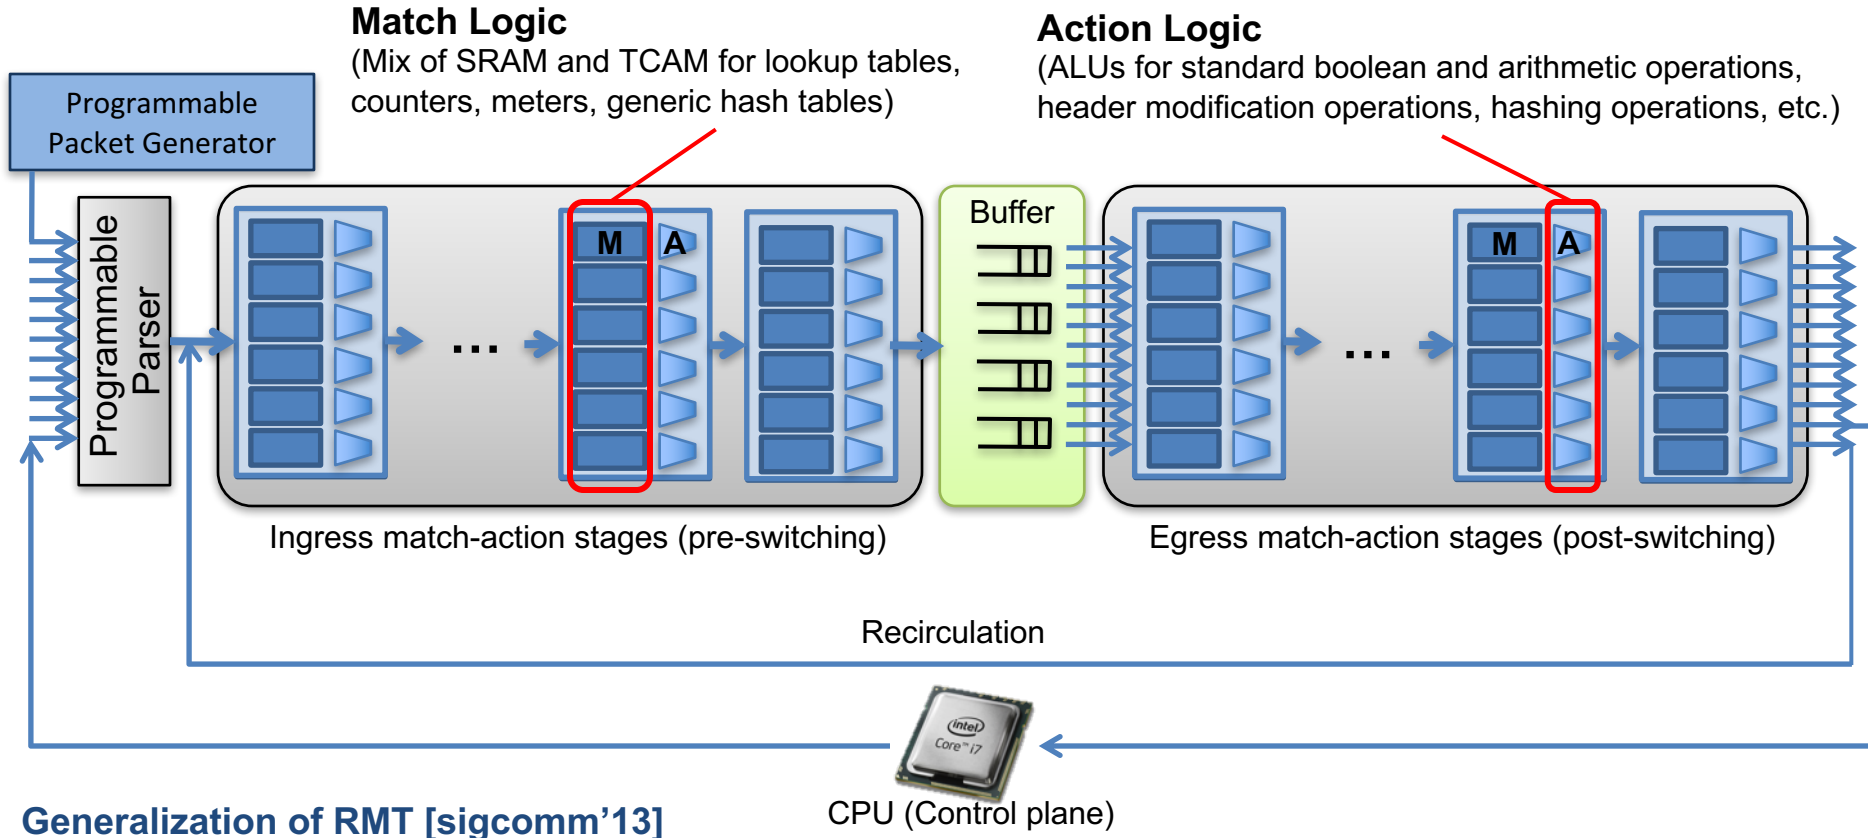 Match Logic
(Mix of SRAM and TCAM for lookup tables,
counters, meters, generic hash tables)
Action Logic
(ALUs for standard boolean and arithmetic operations,
header modification operations, hashing operations, etc.)
Programmable
Packet Generator
Programmable
Parser
M
A
...
Buffer
M
A
...
Ingress match-action stages (pre-switching)
Egress match-action stages (post-switching)
Recirculation
intel
Core™ i7
CPU (Control plane)
Generalization of RMT [sigcomm’13]